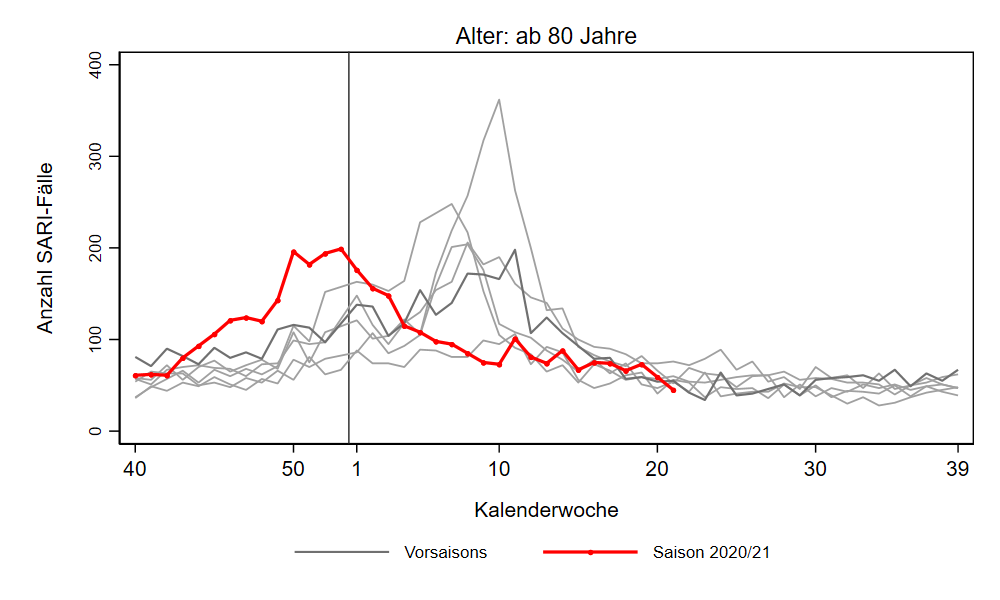 Alter: ab 80 Jahre
Anzahl SARI-Fälle
400
300
200
100
0
40 50 1 10 20 30 39
Kalenderwoche
Vorsaisons Saison 2020/21